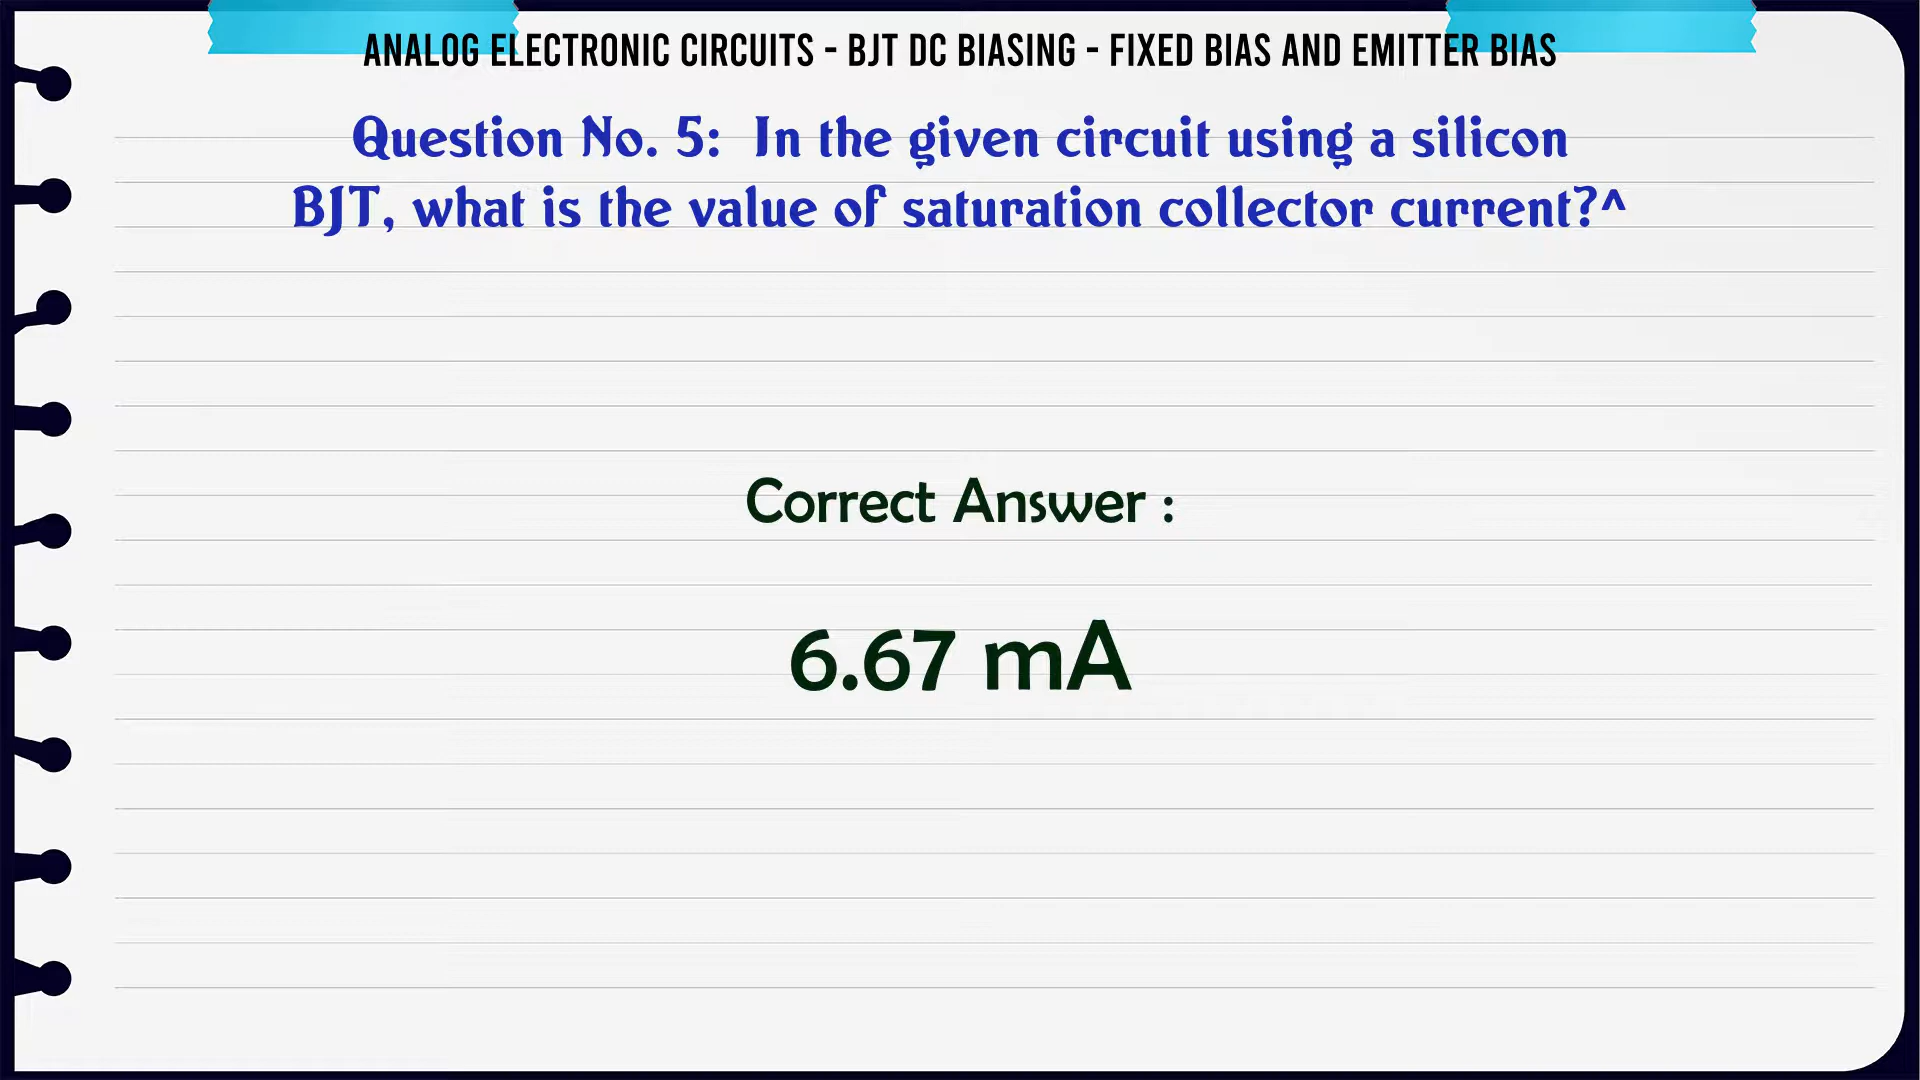 ANALOG ELECTRONIC CIRCUITS - BJT DC BIASING - FIXED BIAS AND EMITTER BIAS
Question No. 5: In the given circuit using a silicon
BJT, what is the value of saturation collector current?^
Correct Answer :
6.67 mA